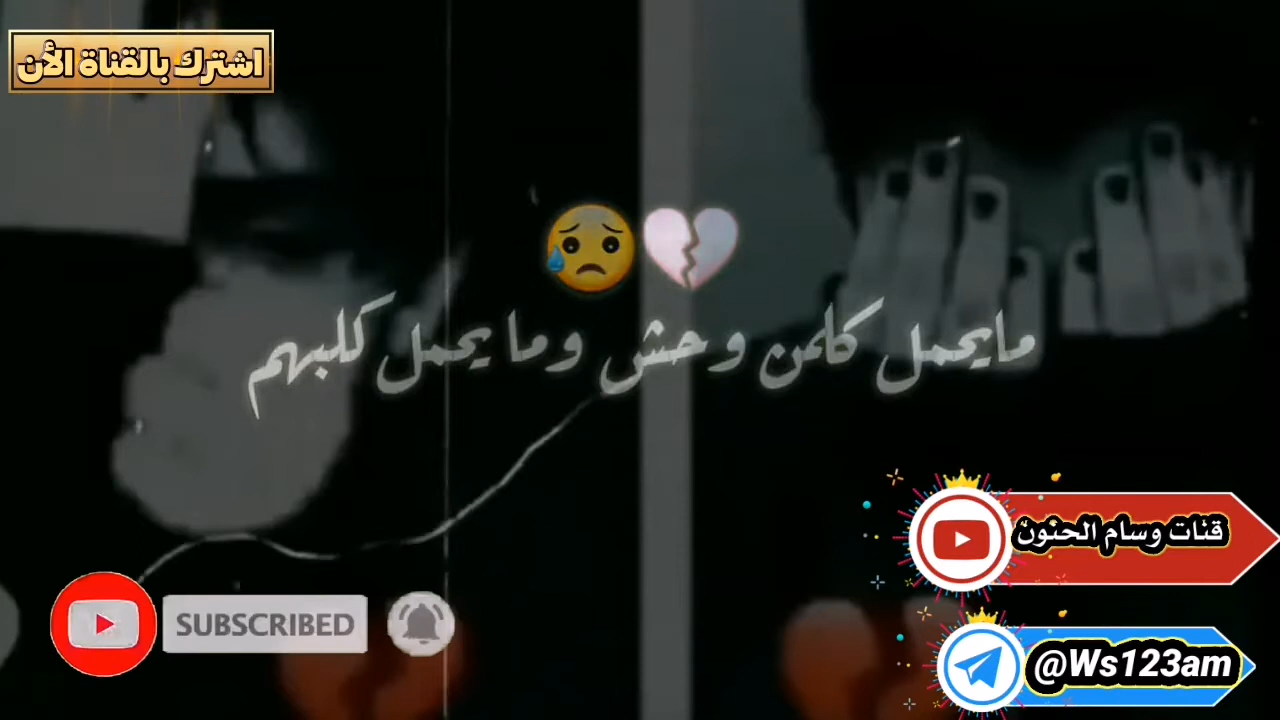 اشترك بالقناة الأن
😥💔
مايحمل كلمن وحش وما يحمل كلبهم
قنات وسام الحنون
SUBSCRIBED
@Ws123am